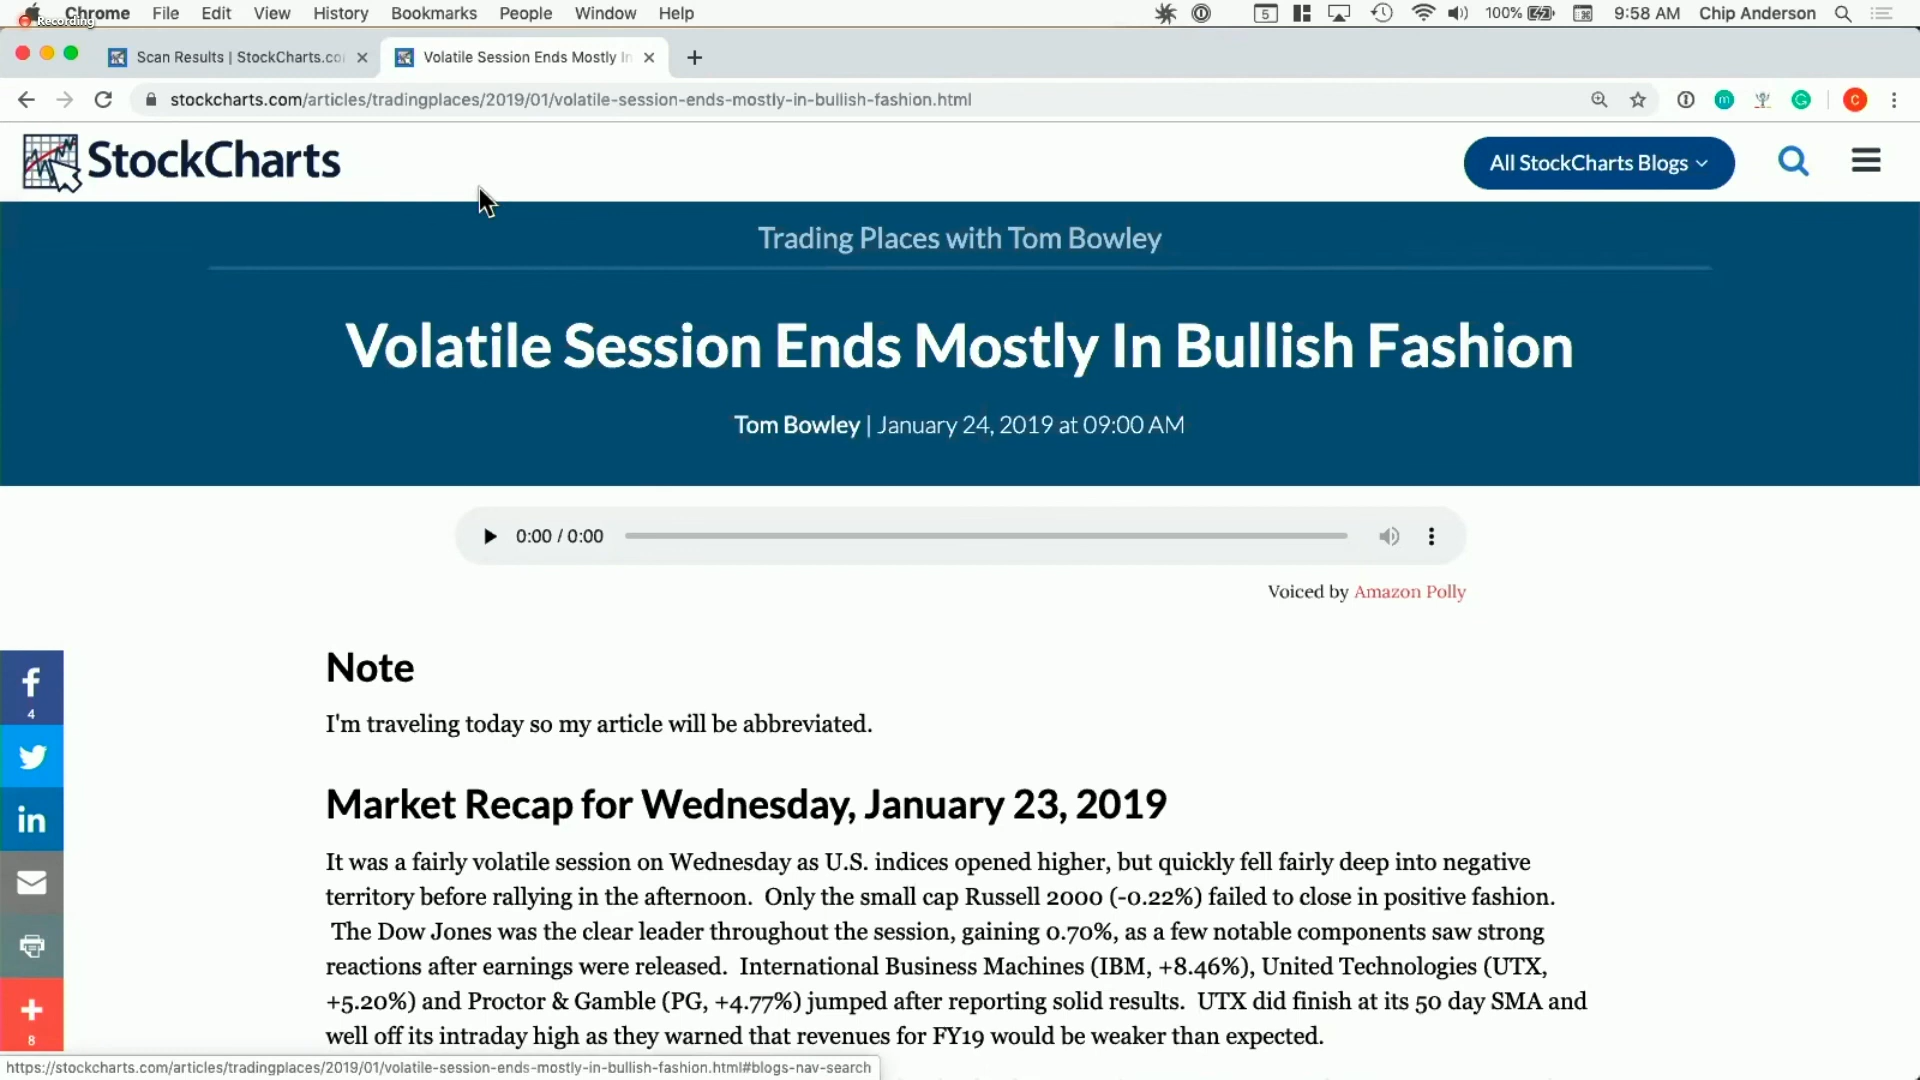 Chrome File Edit View History Bookmarks People Window Help 5 100% 9:58 AM Chip Anderson
Recording
Scan Results | StockCharts.co Volatile Session Ends Mostly In
stockcharts.com/articles/tradingplaces/2019/01/volatile-session-ends-mostly-in-bullish-fashion.html m C
StockCharts All StockCharts Blogs
Trading Places with Tom Bowley
Volatile Session Ends Mostly In Bullish Fashion
Tom Bowley | January 24, 2019 at 09:00 AM
0:00 / 0:00
Voiced by Amazon Polly
Note
I'm traveling today so my article will be abbreviated.
Market Recap for Wednesday, January 23, 2019
It was a fairly volatile session on Wednesday as U.S. indices opened higher, but quickly fell fairly deep into negative
territory before rallying in the afternoon. Only the small cap Russell 2000 (-0.22%) failed to close in positive fashion.
The Dow Jones was the clear leader throughout the session, gaining 0.70%, as a few notable components saw strong
reactions after earnings were released. International Business Machines (IBM, +8.46%), United Technologies (UTX,
+5.20%) and Proctor & Gamble (PG, +4.77%) jumped after reporting solid results. UTX did finish at its 50 day SMA and
well off its intraday high as they warned that revenues for FY19 would be weaker than expected.
f
4
in
8
https://stockcharts.com/articles/tradingplaces/2019/01/volatile-session-ends-mostly-in-bullish-fashion.html#blogs-nav-search